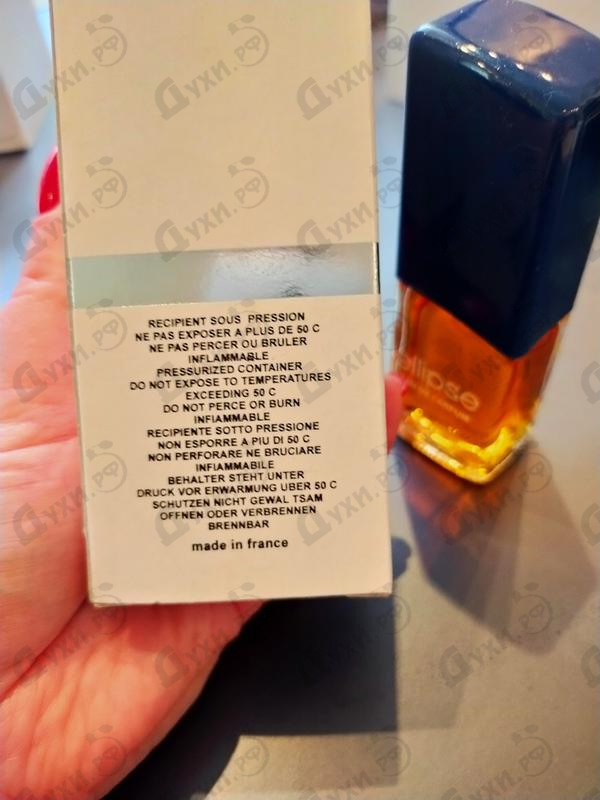 RECIPIENT SOUS PRESSION
NE PAS EXPOSER A PLUS DE 50 C
NE PAS PERCER OU BRULER
INFLAMMABLE
PRESSURIZED CONTAINER
DO NOT EXPOSE TO TEMPERATURES
EXCEEDING 50 C
DO NOT PERCE OR BURN
INFIAMMABLE
RECIPIENTE SOTTO PRESSIONE
NON ESPORRE A PIU DI 50 C
NON PERFORARE NE BRUCIARE
INFIAMMABILE
BEHALTER STEHT UNTER
DRUCK VOR ERWARMUNG UBER 50 C
SCHUTZEN NICHT GEWAL TSAM
OFFNEN ODER VERBRENNEN
BRENNBAR
made in france
ellipse
Духи.РФ